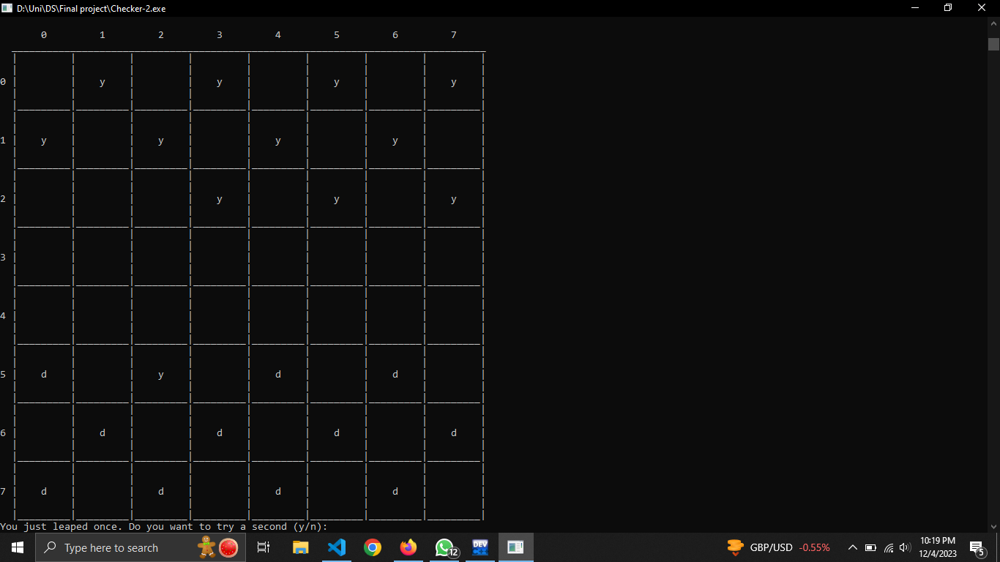 D:\Uni\DS\Final project\Checker-2.exe
0 1 2 3 4 5 6 7
0 y y y y
1 y y y y
2 y y y
3
4
5 d y d d
6 d d d d
7 d d d d
You just leaped once. Do you want to try a second (y/n):
Type here to search
12
DEV
GBP/USD -0.55%
10:19 PM
12/4/2023
5